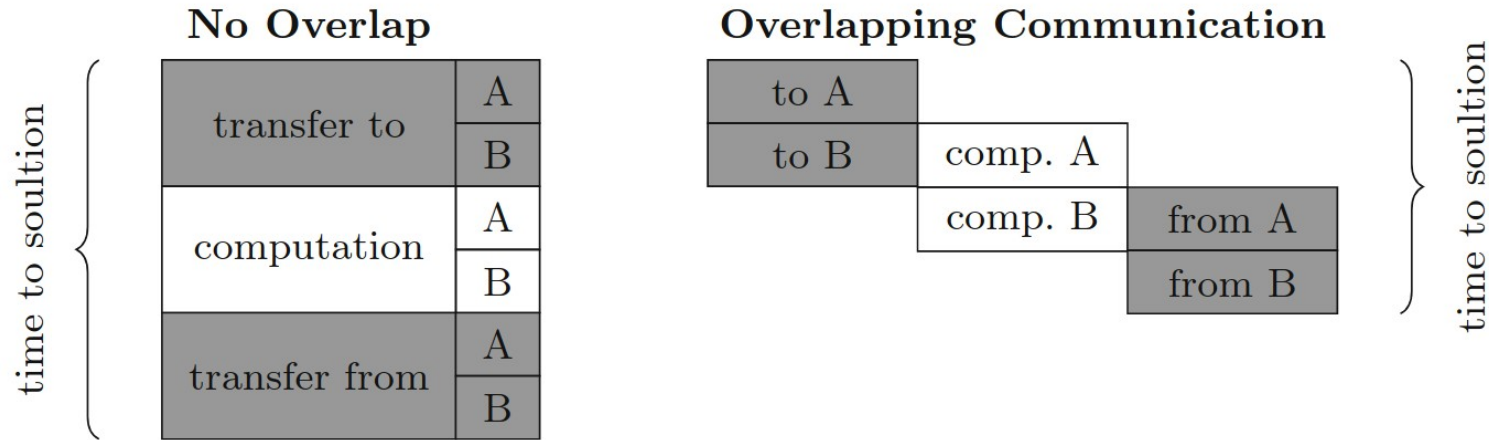 No Overlap
time to soultion
transfer to
A
B
computation
A
B
transfer from
A
B
Overlapping Communication
to A
to B
comp. A
comp. B
from A
from B
time to soultion